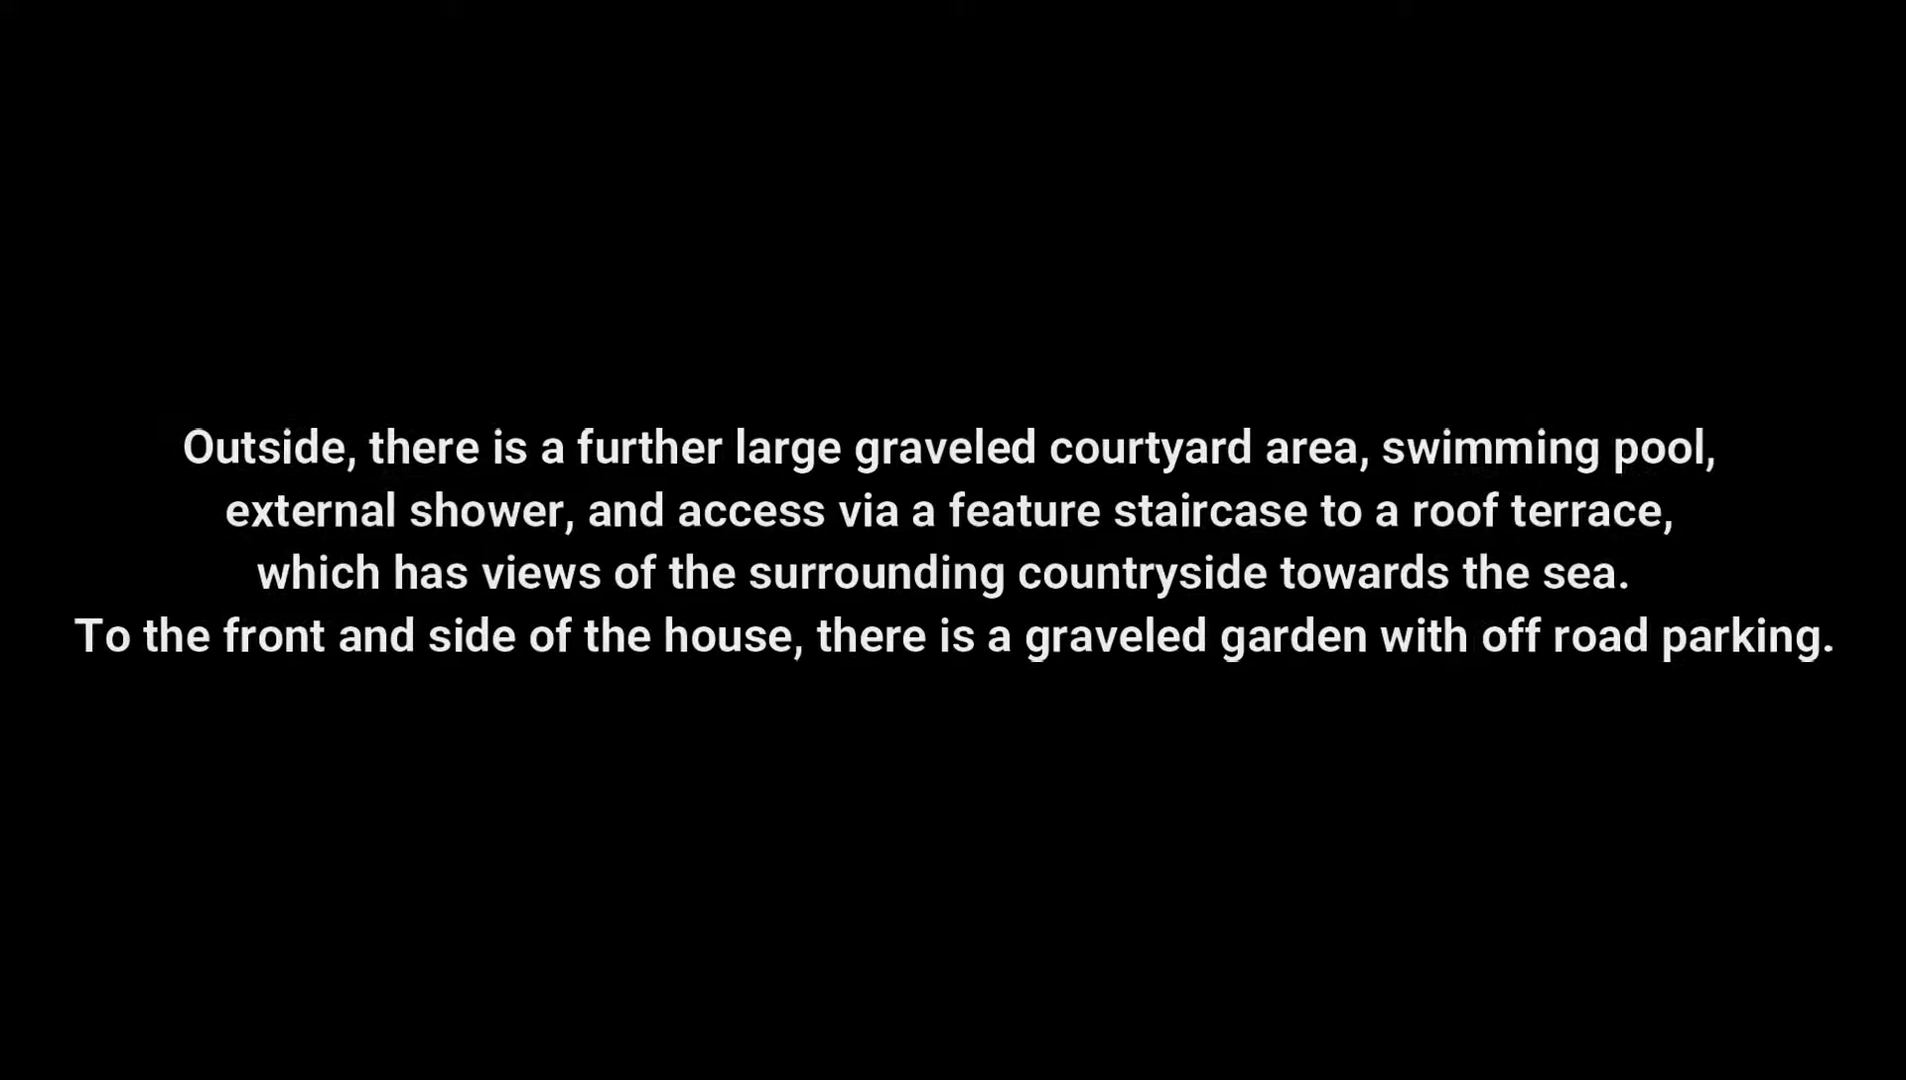 Outside, there is a further large graveled courtyard area, swimming pool,
external shower, and access via a feature staircase to a roof terrace,
which has views of the surrounding countryside towards the sea.
To the front and side of the house, there is a graveled garden with off road parking.